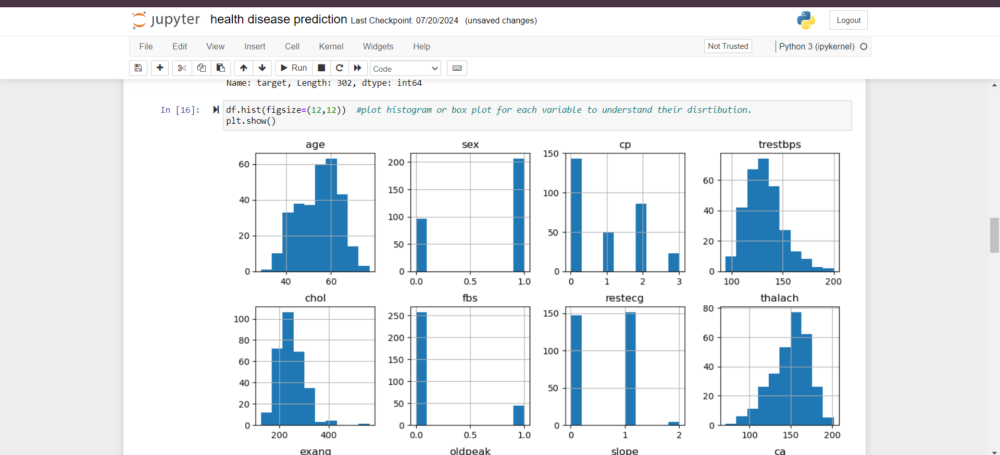 jupyter health disease prediction Last Checkpoint: 07/20/2024 (unsaved changes) Logout
File Edit View Insert Cell Kernel Widgets Help Not Trusted Python 3 (ipykernel)
Run Code
Name: target, Length: 302, dtype: int64
In [16]: df.hist(figsize=(12,12)) #plot histogram or box plot for each variable to understand their disrtibution.
plt.show()
age sex cp trestbps
60
40
20
0
40 60
200
150
100
50
0
0.0 0.5 1.0
150
100
50
0
0 1 2 3
60
40
20
0
100 150 200
chol fbs restecg thalach
100
80
60
40
20
0
200 400
250
200
150
100
50
0
0.0 0.5 1.0
150
100
50
0
0 1 2
80
60
40
20
0
100 150 200
exang oldpeak slope ca